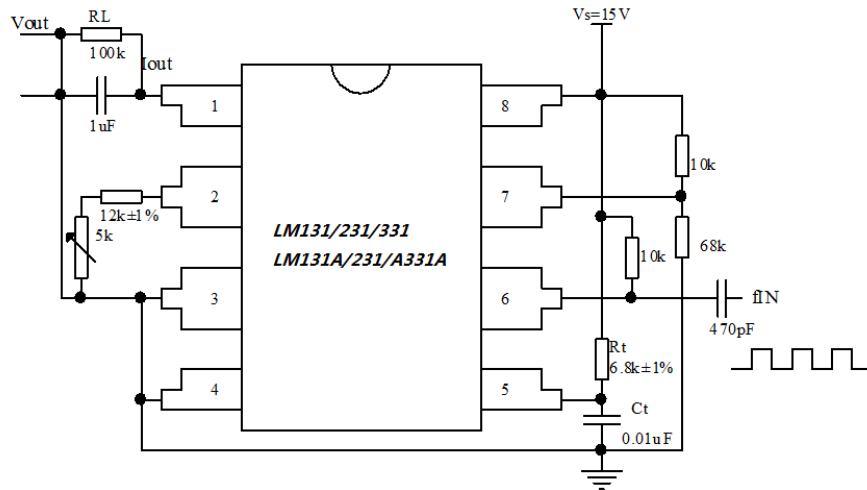 Vout
RL
100k
Iout
1uF
12k±1%
5k
1
2
3
4
LM131/231/331
LM131A/231/A331A
8
7
6
5
Vs=15V
10k
68k
10k
fIN
470pF
Rt
6.8k±1%
Ct
0.01uF